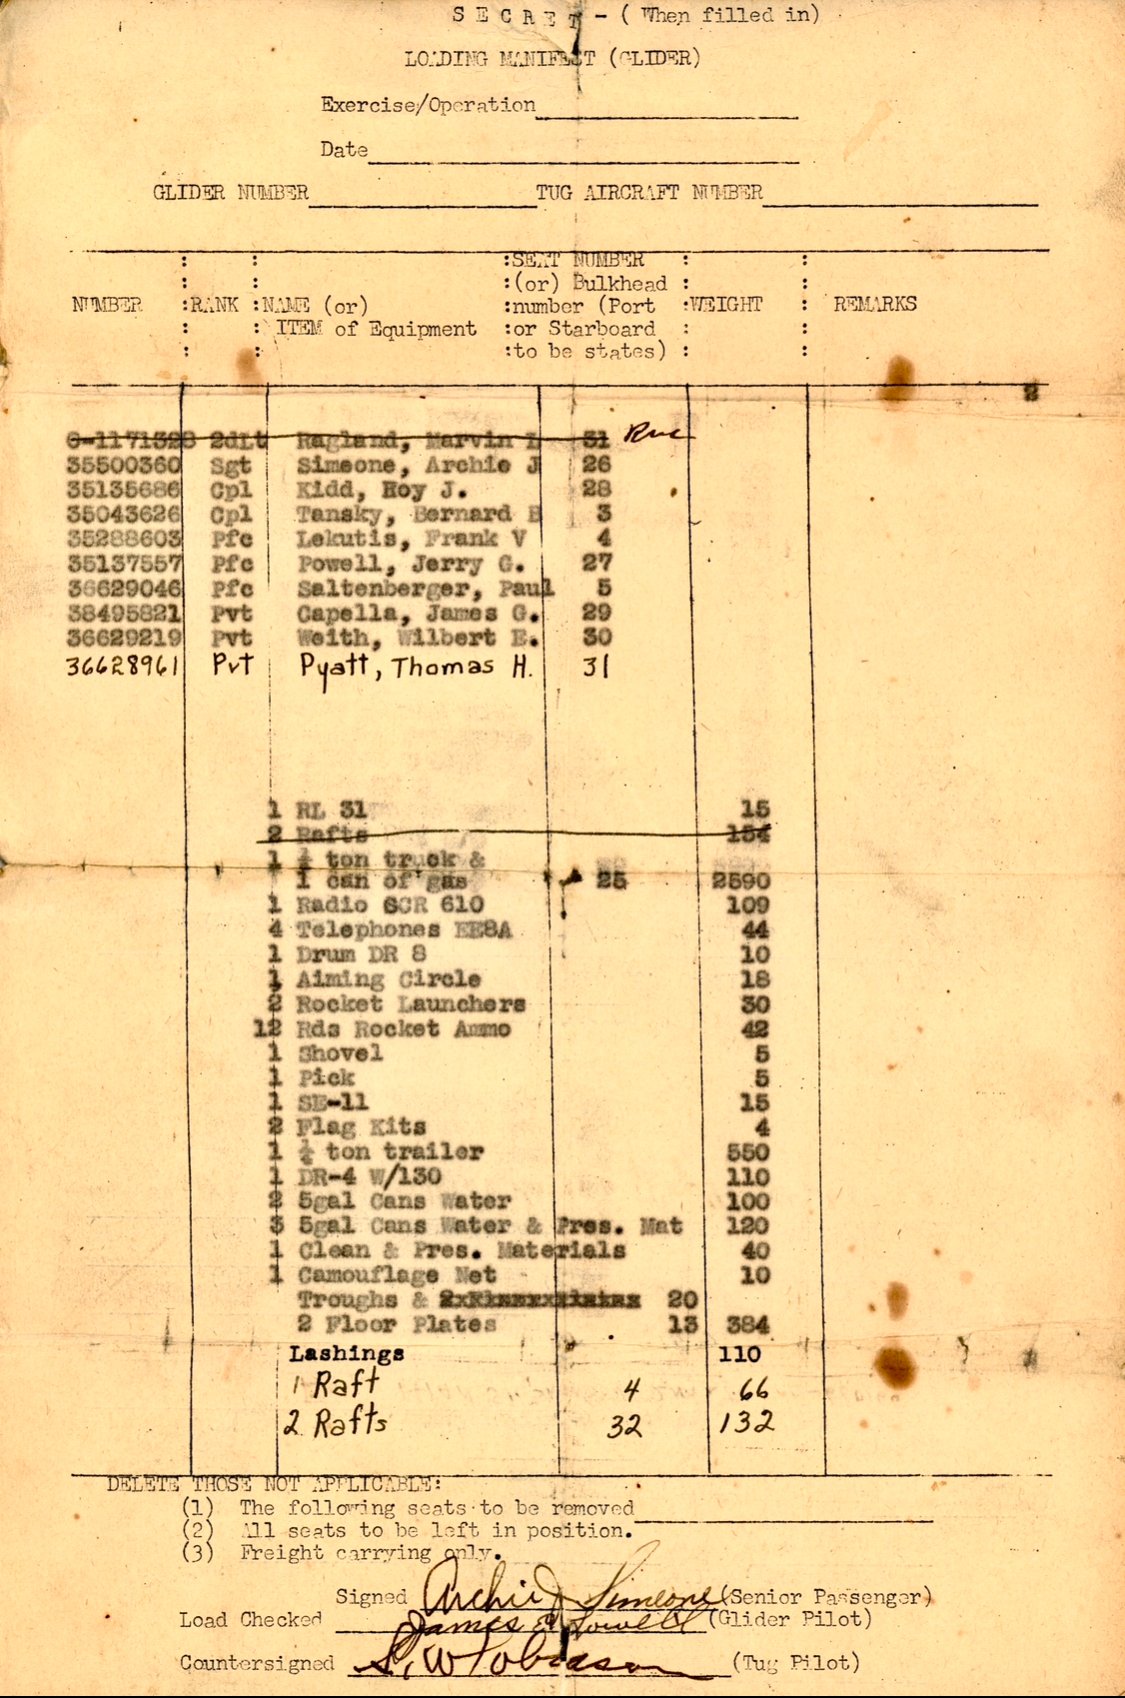 S E C R E T - ( When filled in)
LOADING MANIFEST (GLIDER)
Exercise/Operation
Date
GLIDER NUMBER TUG AIRCRAFT NUMBER
:SEAT NUMBER : :
:(or) Bulkhead : :
NUMBER :RANK :NAME (or) :number (Port :WEIGHT : REMARKS
: : ITEM of Equipment :or Starboard : :
: : :to be states) : :
2dLt Ragland, Marvin L 31
35500360 Sgt Simeone, Archie J 26
35135686 Cpl Kidd, Roy J. 28
35043626 Cpl Tansky, Bernard B 3
35288603 Pfc Lekutis, Frank V 4
35137557 Pfc Powell, Jerry G. 27
36629046 Pfc Saltenberger, Paul 5
38495821 Pvt Capella, James G. 29
36629219 Pvt Weith, Wilbert E. 30
36628961 Pvt Pyatt, Thomas H. 31
1 RL 31 15
2 Rafts 154
1 ¼ ton truck &
1 can of gas 25 2590
1 Radio SCR 610 109
4 Telephones EE8A 44
1 Drum DR 8 10
1 Aiming Circle 18
2 Rocket Launchers 30
12 Rds Rocket Ammo 42
1 Shovel 5
1 Pick 5
1 SE-11 15
2 Flag Kits 4
1 ¼ ton trailer 550
1 DR-4 W/130 110
2 5gal Cans Water 100
3 5gal Cans Water & Pres. Mat 120
1 Clean & Pres. Materials 40
1 Camouflage Net 10
Troughs & 20
2 Floor Plates 13 384
Lashings 110
1 Raft 4 66
2 Rafts 32 132
DELETE THOSE NOT APPLICABLE:
(1) The following seats to be removed
(2) All seats to be left in position.
(3) Freight carrying only.
Signed Archie J Simeone (Senior Passenger)
Load Checked James E Lowell (Glider Pilot)
Countersigned (Tug Pilot)